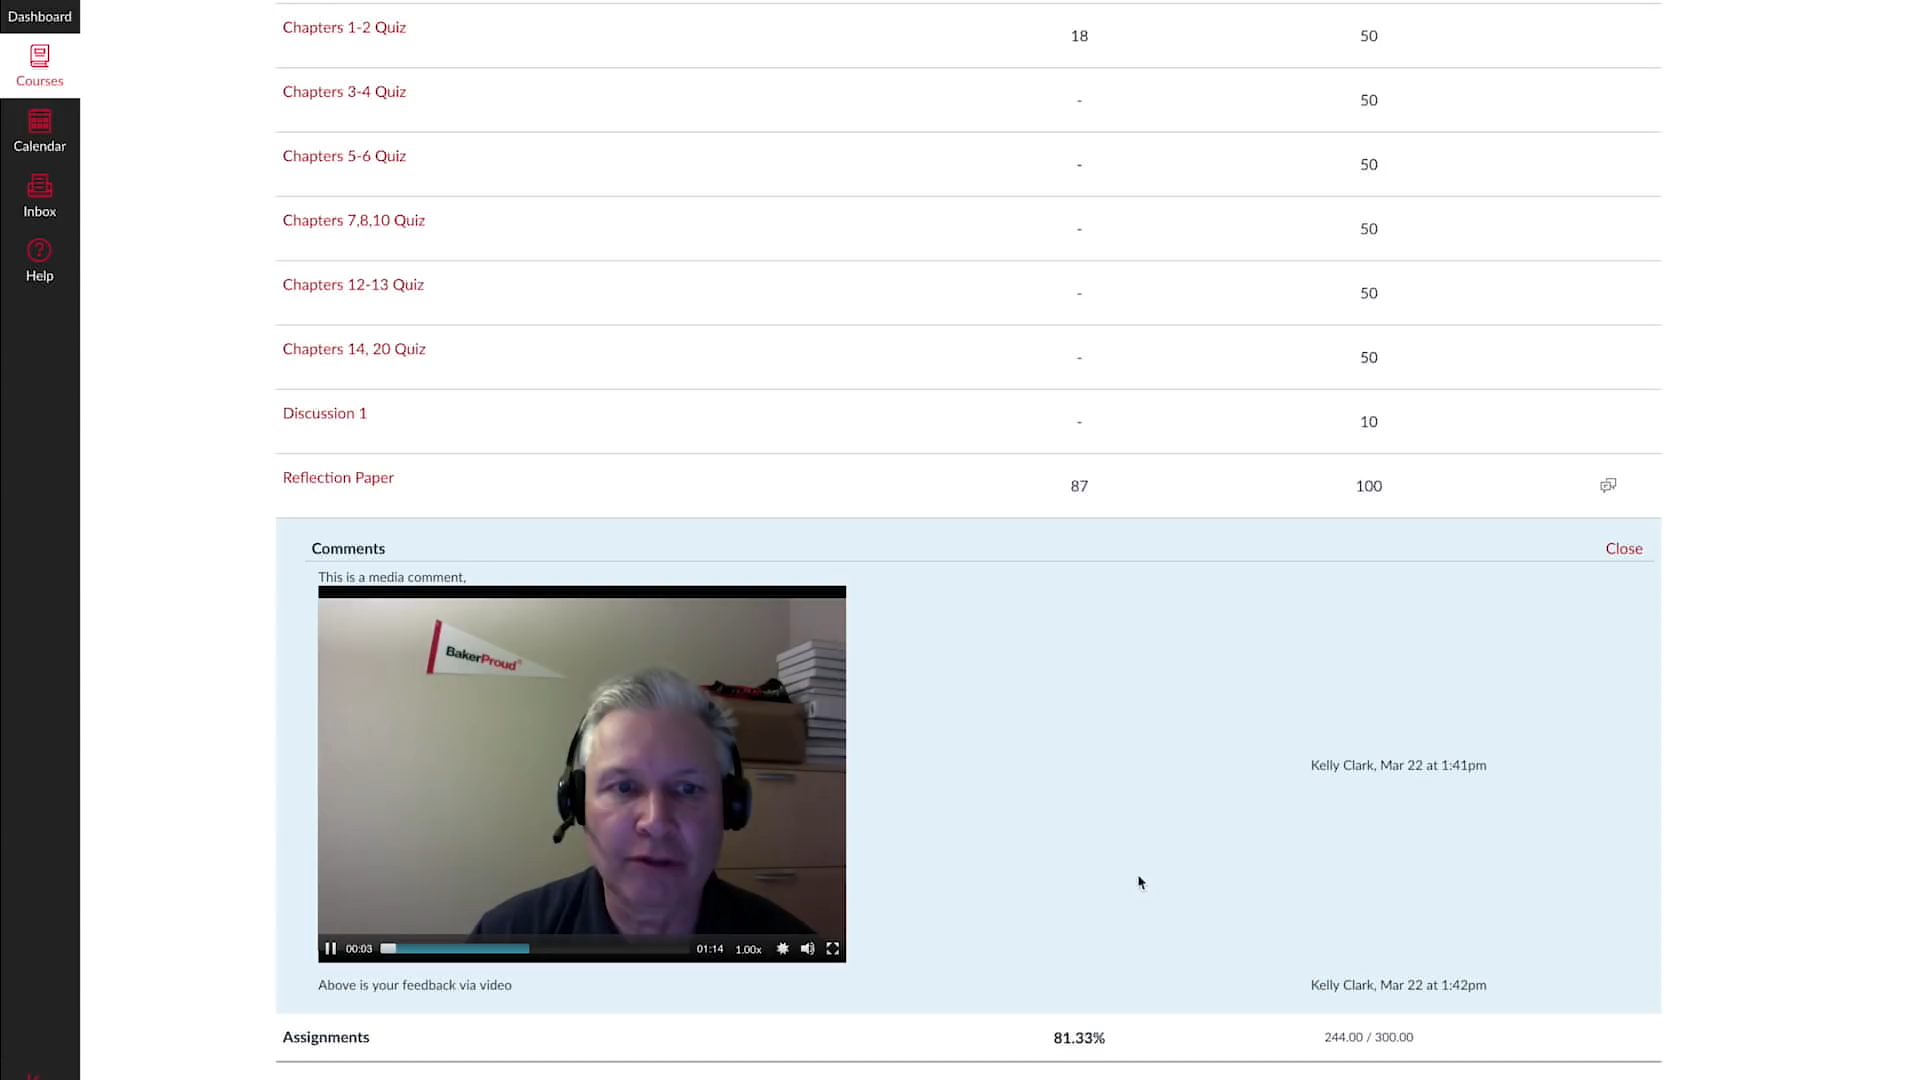 Dashboard
Courses
Calendar
Inbox
Help
Chapters 1-2 Quiz 18 50
Chapters 3-4 Quiz - 50
Chapters 5-6 Quiz - 50
Chapters 7,8,10 Quiz - 50
Chapters 12-13 Quiz - 50
Chapters 14, 20 Quiz - 50
Discussion 1 - 10
Reflection Paper 87 100
Comments Close
This is a media comment,
BakerProud
Kelly Clark, Mar 22 at 1:41pm
00:03 01:14 1.00x
Above is your feedback via video Kelly Clark, Mar 22 at 1:42pm
Assignments 81.33% 244.00 / 300.00